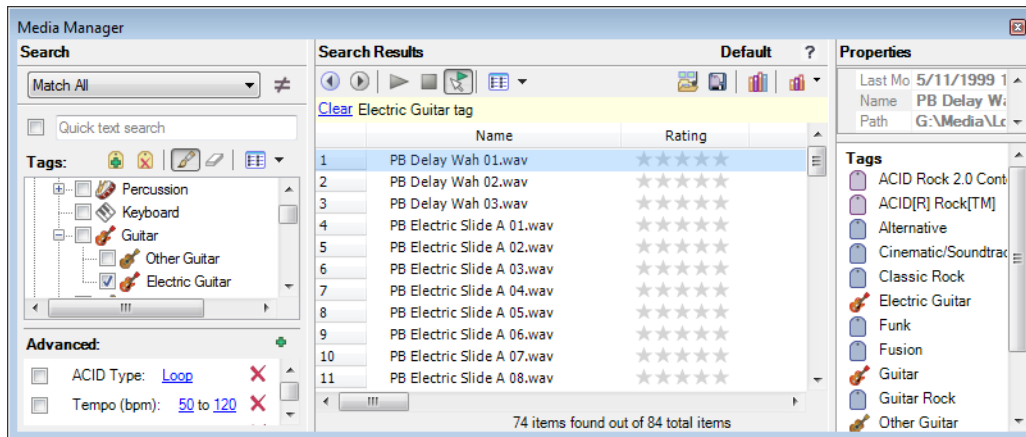 Media Manager
Search
Match All
Quick text search
Tags:
Percussion
Keyboard
Guitar
Other Guitar
Electric Guitar
Advanced:
ACID Type: Loop
Tempo (bpm): 50 to 120
Search Results Default ?
Clear Electric Guitar tag
Name Rating
1 PB Delay Wah 01.wav
2 PB Delay Wah 02.wav
3 PB Delay Wah 03.wav
4 PB Electric Slide A 01.wav
5 PB Electric Slide A 02.wav
6 PB Electric Slide A 03.wav
7 PB Electric Slide A 04.wav
8 PB Electric Slide A 05.wav
9 PB Electric Slide A 06.wav
10 PB Electric Slide A 07.wav
11 PB Electric Slide A 08.wav
74 items found out of 84 total items
Properties
Last Mo 5/11/1999 1
Name PB Delay Wa
Path G:\Media\Lo
Tags
ACID Rock 2.0 Cont
ACID[R] Rock[TM]
Alternative
Cinematic/Soundtrac
Classic Rock
Electric Guitar
Funk
Fusion
Guitar
Guitar Rock
Other Guitar